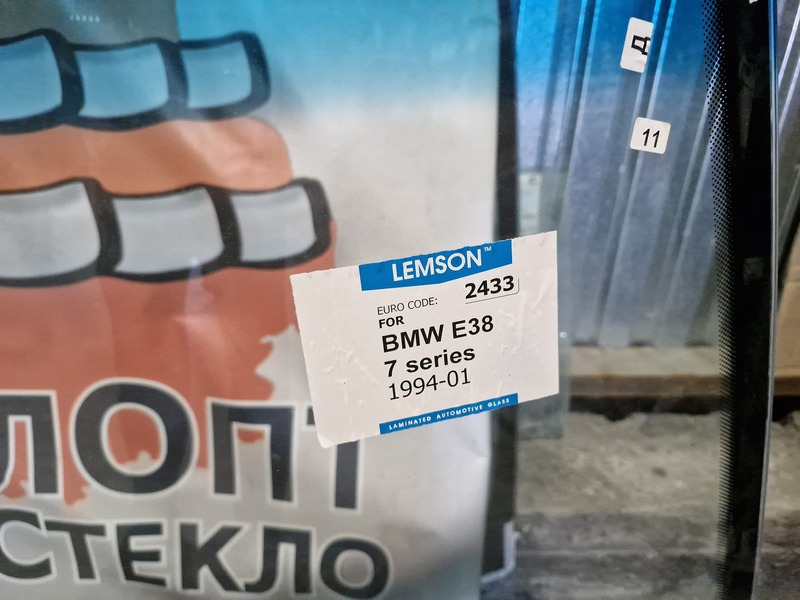 Д
11
LEMSON™
EURO CODE: 2433
FOR
BMW E38
7 series
1994-01
LAMINATED AUTOMOTIVE GLASS
ЛОПТ
СТЕКЛО